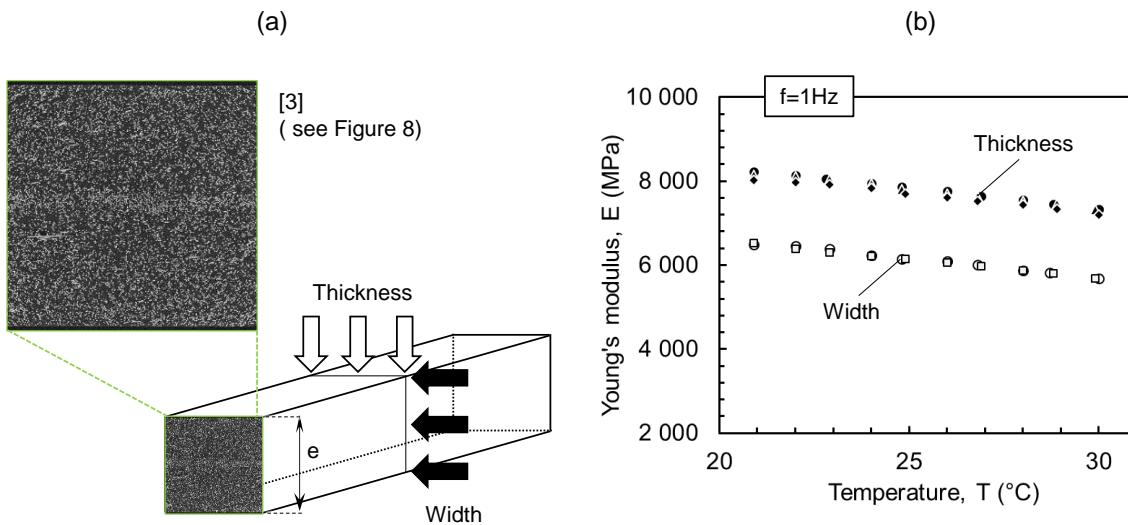 (a)
[3]
( see Figure 8)
Thickness
e
Width
(b)
f=1Hz
10 000
8 000
6 000
4 000
2 000
Young's modulus, E (MPa)
Thickness
Width
20
25
30
Temperature, T (°C)